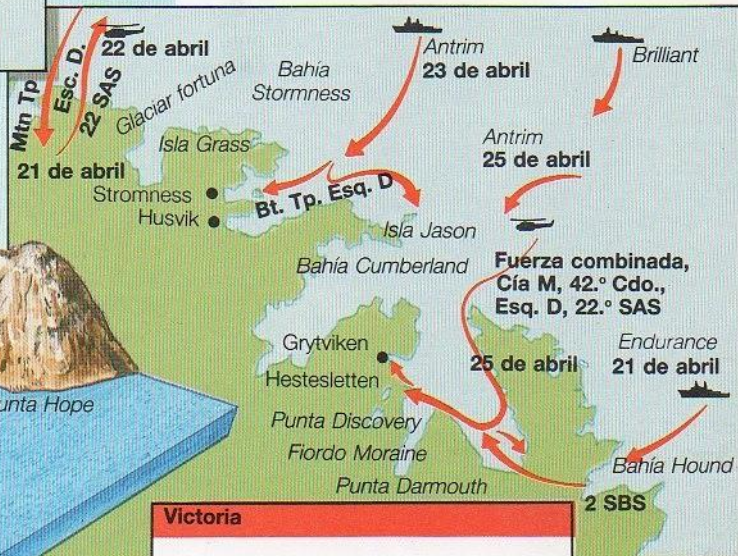 22 de abril
Esc. D.
22 SAS
Mtn Tp
21 de abril
Glaciar fortuna
Bahía
Stormness
Isla Grass
Antrim
23 de abril
Brilliant
Antrim
25 de abril
Stromness
Husvik
Bt. Tp. Esq. D
Isla Jason
Bahía Cumberland
Fuerza combinada,
Cía M, 42.º Cdo.,
Esq. D, 22.º SAS
Grytviken
Hestesletten
25 de abril
Endurance
21 de abril
Punta Discovery
Fiordo Moraine
Punta Darmouth
Bahía Hound
2 SBS
unta Hope
Victoria